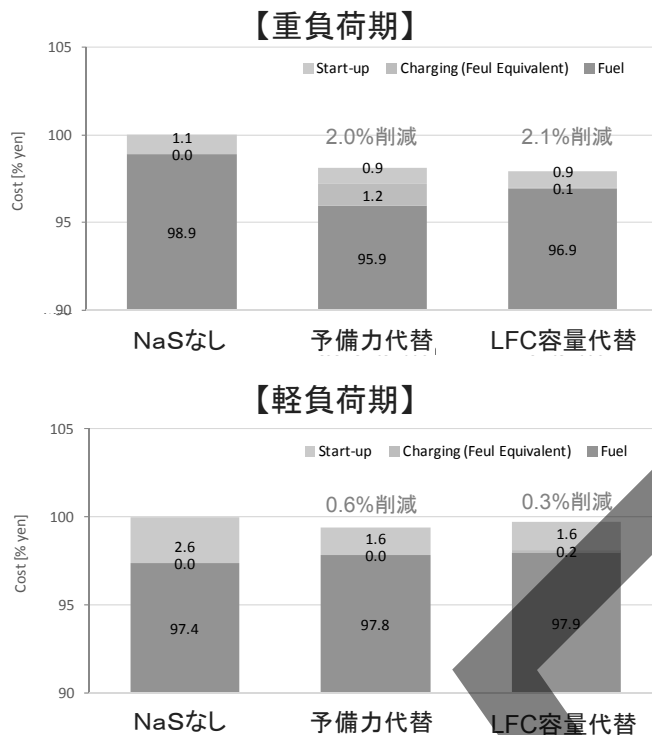 【重負荷期】
105
Start-up Charging (Feul Equivalent) Fuel
100
2.0%削減 2.1%削減
1.1 0.9 0.9
0.0 1.2 0.1
Cost [% yen]
95
98.9 95.9 96.9
90
NaSなし 予備力代替 LFC容量代替
【軽負荷期】
105
Start-up Charging (Feul Equivalent) Fuel
0.6%削減 0.3%削減
100
2.6 1.6 1.6
0.0 0.0 0.2
Cost [% yen]
95
97.4 97.8 97.9
90
NaSなし 予備力代替 LFC容量代替